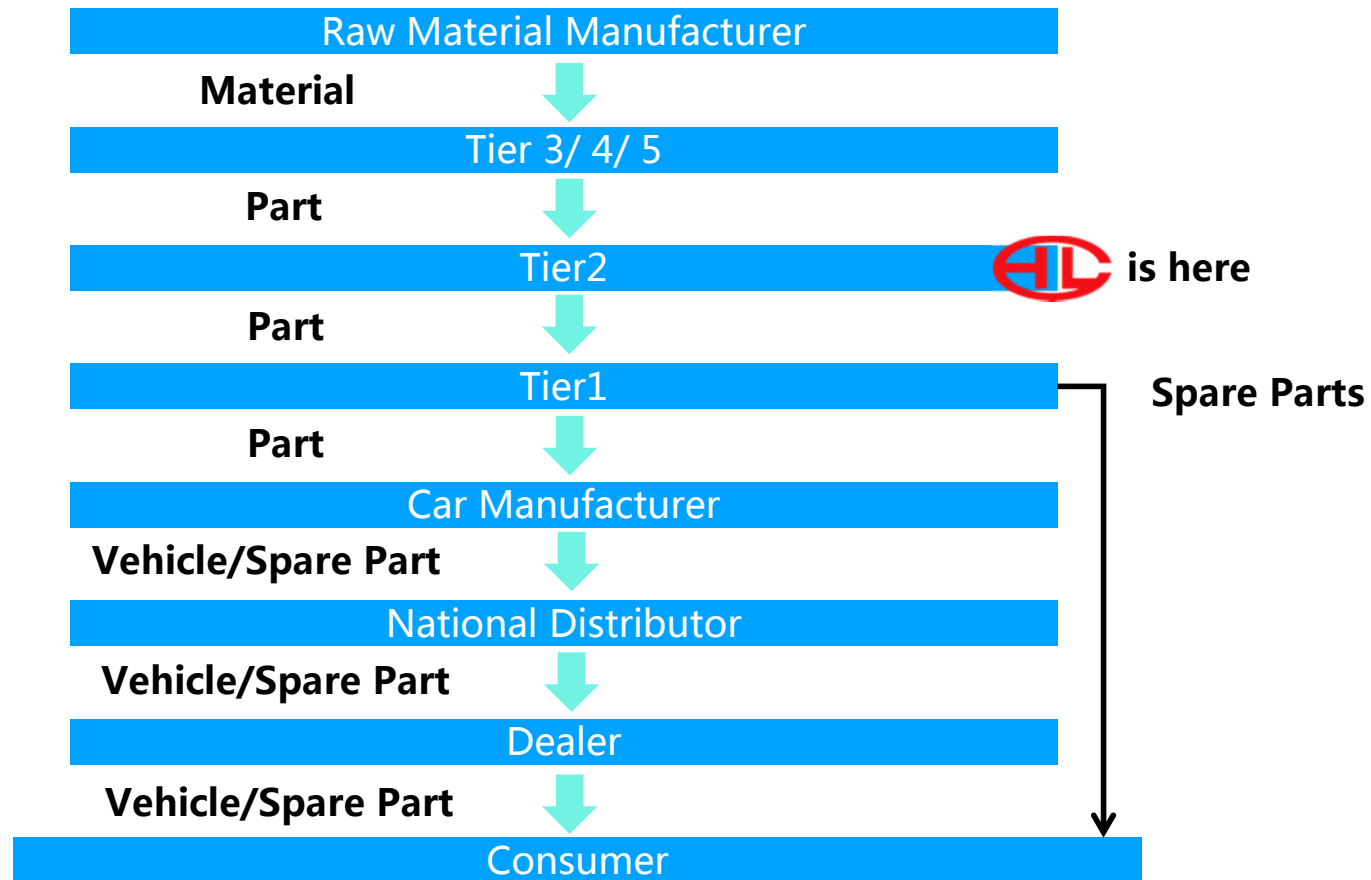 Raw Material Manufacturer
Material
Tier 3/ 4/ 5
Part
Tier2
HLC is here
Part
Tier1
Spare Parts
Part
Car Manufacturer
Vehicle/Spare Part
National Distributor
Vehicle/Spare Part
Dealer
Vehicle/Spare Part
Consumer